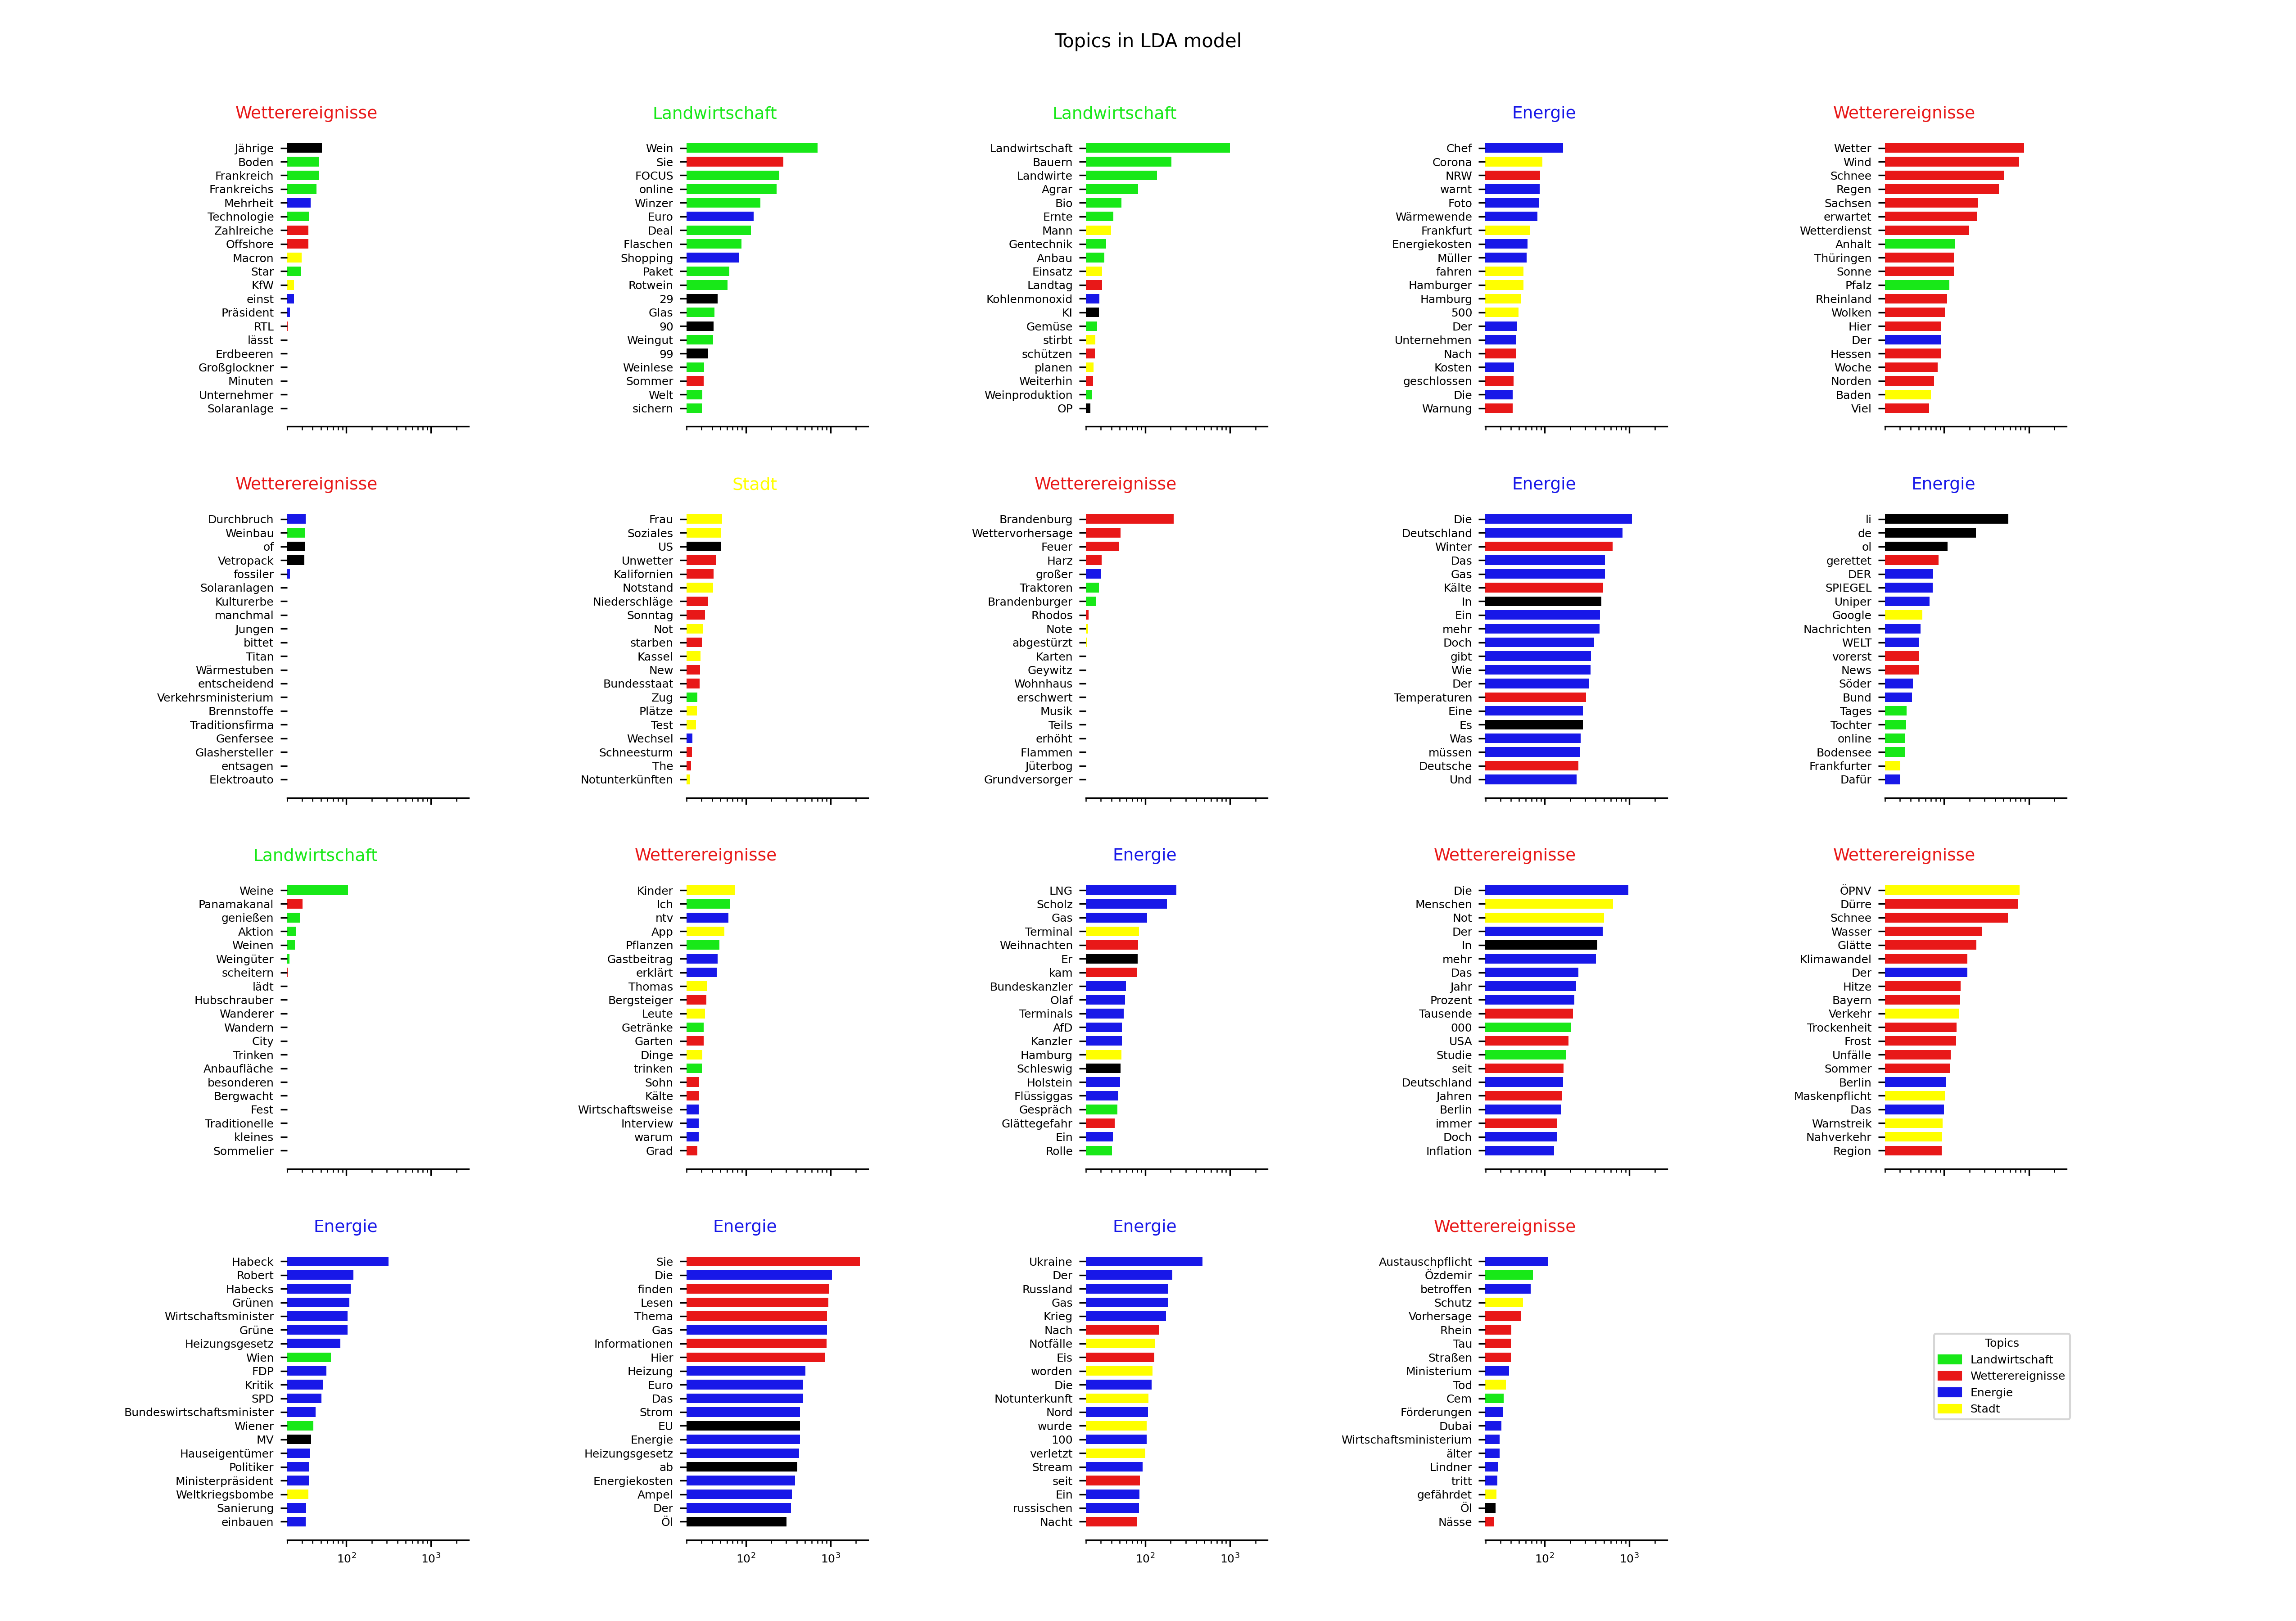 Topics in LDA model
Wetterereignisse
Jährige
Boden
Frankreich
Frankreichs
Mehrheit
Technologie
Zahlreiche
Offshore
Macron
Star
KfW
einst
Präsident
RTL
lässt
Erdbeeren
Großglockner
Minuten
Unternehmer
Solaranlage
Landwirtschaft
Wein
Sie
FOCUS
online
Winzer
Euro
Deal
Flaschen
Shopping
Paket
Rotwein
29
Glas
90
Weingut
99
Weinlese
Sommer
Welt
sichern
Landwirtschaft
Landwirtschaft
Bauern
Landwirte
Agrar
Bio
Ernte
Mann
Gentechnik
Anbau
Einsatz
Landtag
Kohlenmonoxid
KI
Gemüse
stirbt
schützen
planen
Weiterhin
Weinproduktion
OP
Energie
Chef
Corona
NRW
warnt
Foto
Wärmewende
Frankfurt
Energiekosten
Müller
fahren
Hamburger
Hamburg
500
Der
Unternehmen
Nach
Kosten
geschlossen
Die
Warnung
Wetterereignisse
Wetter
Wind
Schnee
Regen
Sachsen
erwartet
Wetterdienst
Anhalt
Thüringen
Sonne
Pfalz
Rheinland
Wolken
Hier
Der
Hessen
Woche
Norden
Baden
Viel
Wetterereignisse
Durchbruch
Weinbau
of
Vetropack
fossiler
Solaranlagen
Kulturerbe
manchmal
Jungen
bittet
Titan
Wärmestuben
entscheidend
Verkehrsministerium
Brennstoffe
Traditionsfirma
Genfersee
Glashersteller
entsagen
Elektroauto
Stadt
Frau
Soziales
US
Unwetter
Kalifornien
Notstand
Niederschläge
Sonntag
Not
starben
Kassel
New
Bundesstaat
Zug
Plätze
Test
Wechsel
Schneesturm
The
Notunterkünften
Wetterereignisse
Brandenburg
Wettervorhersage
Feuer
Harz
großer
Traktoren
Brandenburger
Rhodos
Note
abgestürzt
Karten
Geywitz
Wohnhaus
erschwert
Musik
Teils
erhöht
Flammen
Jüterbog
Grundversorger
Energie
Die
Deutschland
Winter
Das
Gas
Kälte
In
Ein
mehr
Doch
gibt
Wie
Der
Temperaturen
Eine
Es
Was
müssen
Deutsche
Und
Energie
li
de
ol
gerettet
DER
SPIEGEL
Uniper
Google
Nachrichten
WELT
vorerst
News
Söder
Bund
Tages
Tochter
online
Bodensee
Frankfurter
Dafür
Landwirtschaft
Weine
Panamakanal
genießen
Aktion
Weinen
Weingüter
scheitern
lädt
Hubschrauber
Wanderer
Wandern
City
Trinken
Anbaufläche
besonderen
Bergwacht
Fest
Traditionelle
kleines
Sommelier
Wetterereignisse
Kinder
Ich
ntv
App
Pflanzen
Gastbeitrag
erklärt
Thomas
Bergsteiger
Leute
Getränke
Garten
Dinge
trinken
Sohn
Kälte
Wirtschaftsweise
Interview
warum
Grad
Energie
LNG
Scholz
Gas
Terminal
Weihnachten
Er
kam
Bundeskanzler
Olaf
Terminals
AfD
Kanzler
Hamburg
Schleswig
Holstein
Flüssiggas
Gespräch
Glättegefahr
Ein
Rolle
Wetterereignisse
Die
Menschen
Not
Der
In
mehr
Das
Jahr
Prozent
Tausende
000
USA
Studie
seit
Deutschland
Jahren
Berlin
immer
Doch
Inflation
Wetterereignisse
ÖPNV
Dürre
Schnee
Wasser
Glätte
Klimawandel
Der
Hitze
Bayern
Verkehr
Trockenheit
Frost
Unfälle
Sommer
Berlin
Maskenpflicht
Das
Warnstreik
Nahverkehr
Region
Energie
Habeck
Robert
Habecks
Grünen
Wirtschaftsminister
Grüne
Heizungsgesetz
Wien
FDP
Kritik
SPD
Bundeswirtschaftsminister
Wiener
MV
Hauseigentümer
Politiker
Ministerpräsident
Weltkriegsbombe
Sanierung
einbauen
10² 10³
Energie
Sie
Die
finden
Lesen
Thema
Gas
Informationen
Hier
Heizung
Euro
Das
Strom
EU
Energie
Heizungsgesetz
ab
Energiekosten
Ampel
Der
Öl
10² 10³
Energie
Ukraine
Der
Russland
Gas
Krieg
Nach
Notfälle
Eis
worden
Die
Notunterkunft
Nord
wurde
100
verletzt
Stream
seit
Ein
russischen
Nacht
10² 10³
Wetterereignisse
Austauschpflicht
Özdemir
betroffen
Schutz
Vorhersage
Rhein
Tau
Straßen
Ministerium
Tod
Cem
Förderungen
Dubai
Wirtschaftsministerium
älter
Lindner
tritt
gefährdet
Öl
Nässe
10² 10³
Topics
Landwirtschaft
Wetterereignisse
Energie
Stadt